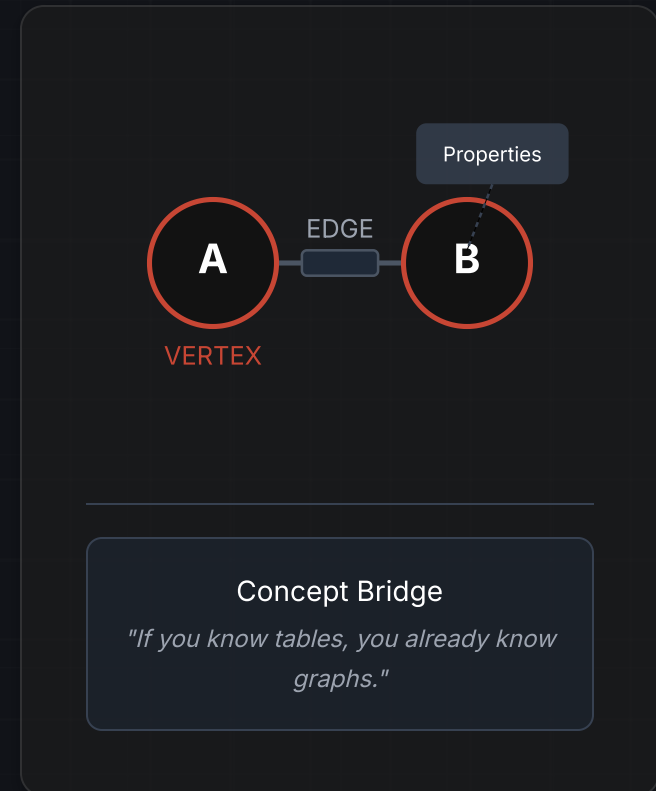 Properties
EDGE
A
B
VERTEX
Concept Bridge
"If you know tables, you already know
graphs."